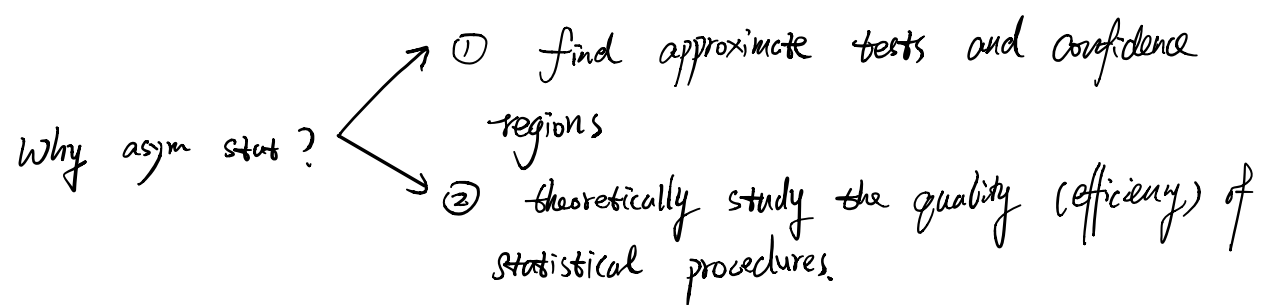 ① find approximate tests and confidence
regions
Why asym stat?
② theoretically study the quality (efficiency) of
statistical procedures.